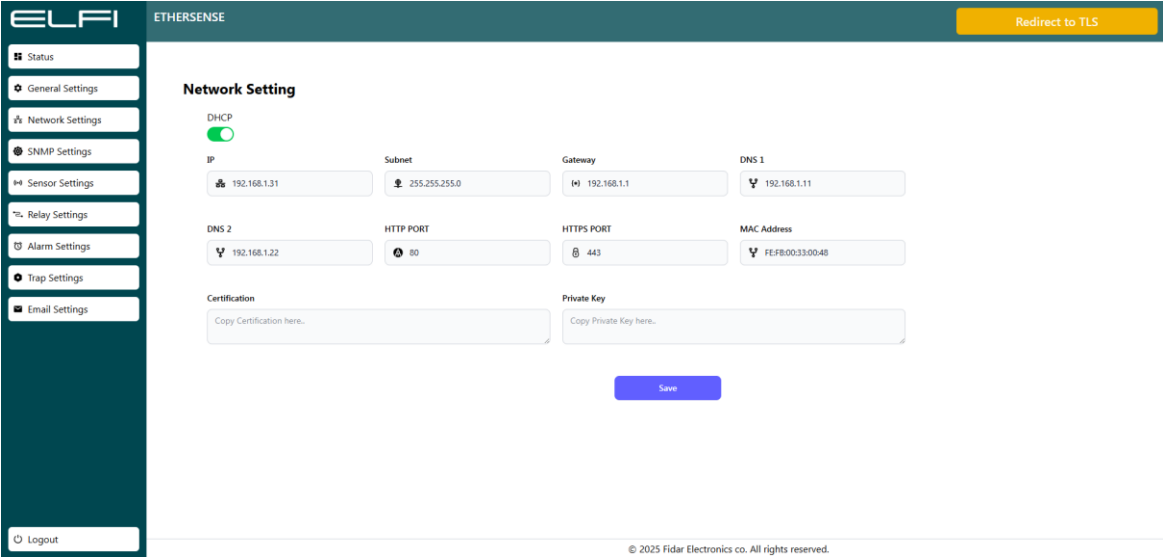 ELFI
ETHERSENSE
Redirect to TLS
Status
General Settings
Network Settings
SNMP Settings
Sensor Settings
Relay Settings
Alarm Settings
Trap Settings
Email Settings
Logout
Network Setting
DHCP
IP Subnet Gateway DNS 1
192.168.1.31 255.255.255.0 192.168.1.1 192.168.1.11
DNS 2 HTTP PORT HTTPS PORT MAC Address
192.168.1.22 80 443 FE:F8:00:33:00:48
Certification Private Key
Copy Certification here.. Copy Private Key here..
Save
© 2025 Fidar Electronics co. All rights reserved.